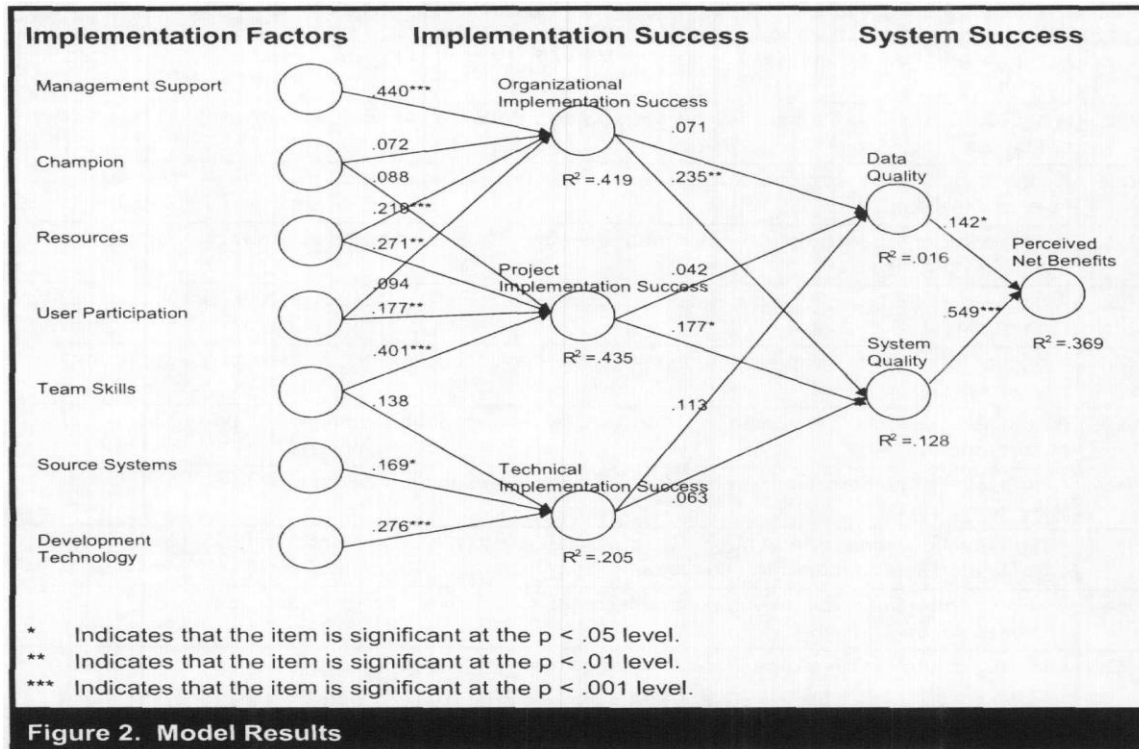 Implementation Factors Implementation Success System Success
Management Support
Champion
Resources
User Participation
Team Skills
Source Systems
Development
Technology
.440***
.072
.088
.218***
.271**
.094
.177**
.401***
.138
.169*
.276***
Organizational
Implementation Success
R² =.419
Project
Implementation Success
R² =.435
Technical
Implementation Success
R² =.205
.071
.235**
.042
.177*
.113
.063
Data
Quality
R² =.016
System
Quality
R² =.128
.142*
.549***
Perceived
Net Benefits
R² =.369
* Indicates that the item is significant at the p < .05 level.
** Indicates that the item is significant at the p < .01 level.
*** Indicates that the item is significant at the p < .001 level.
Figure 2. Model Results